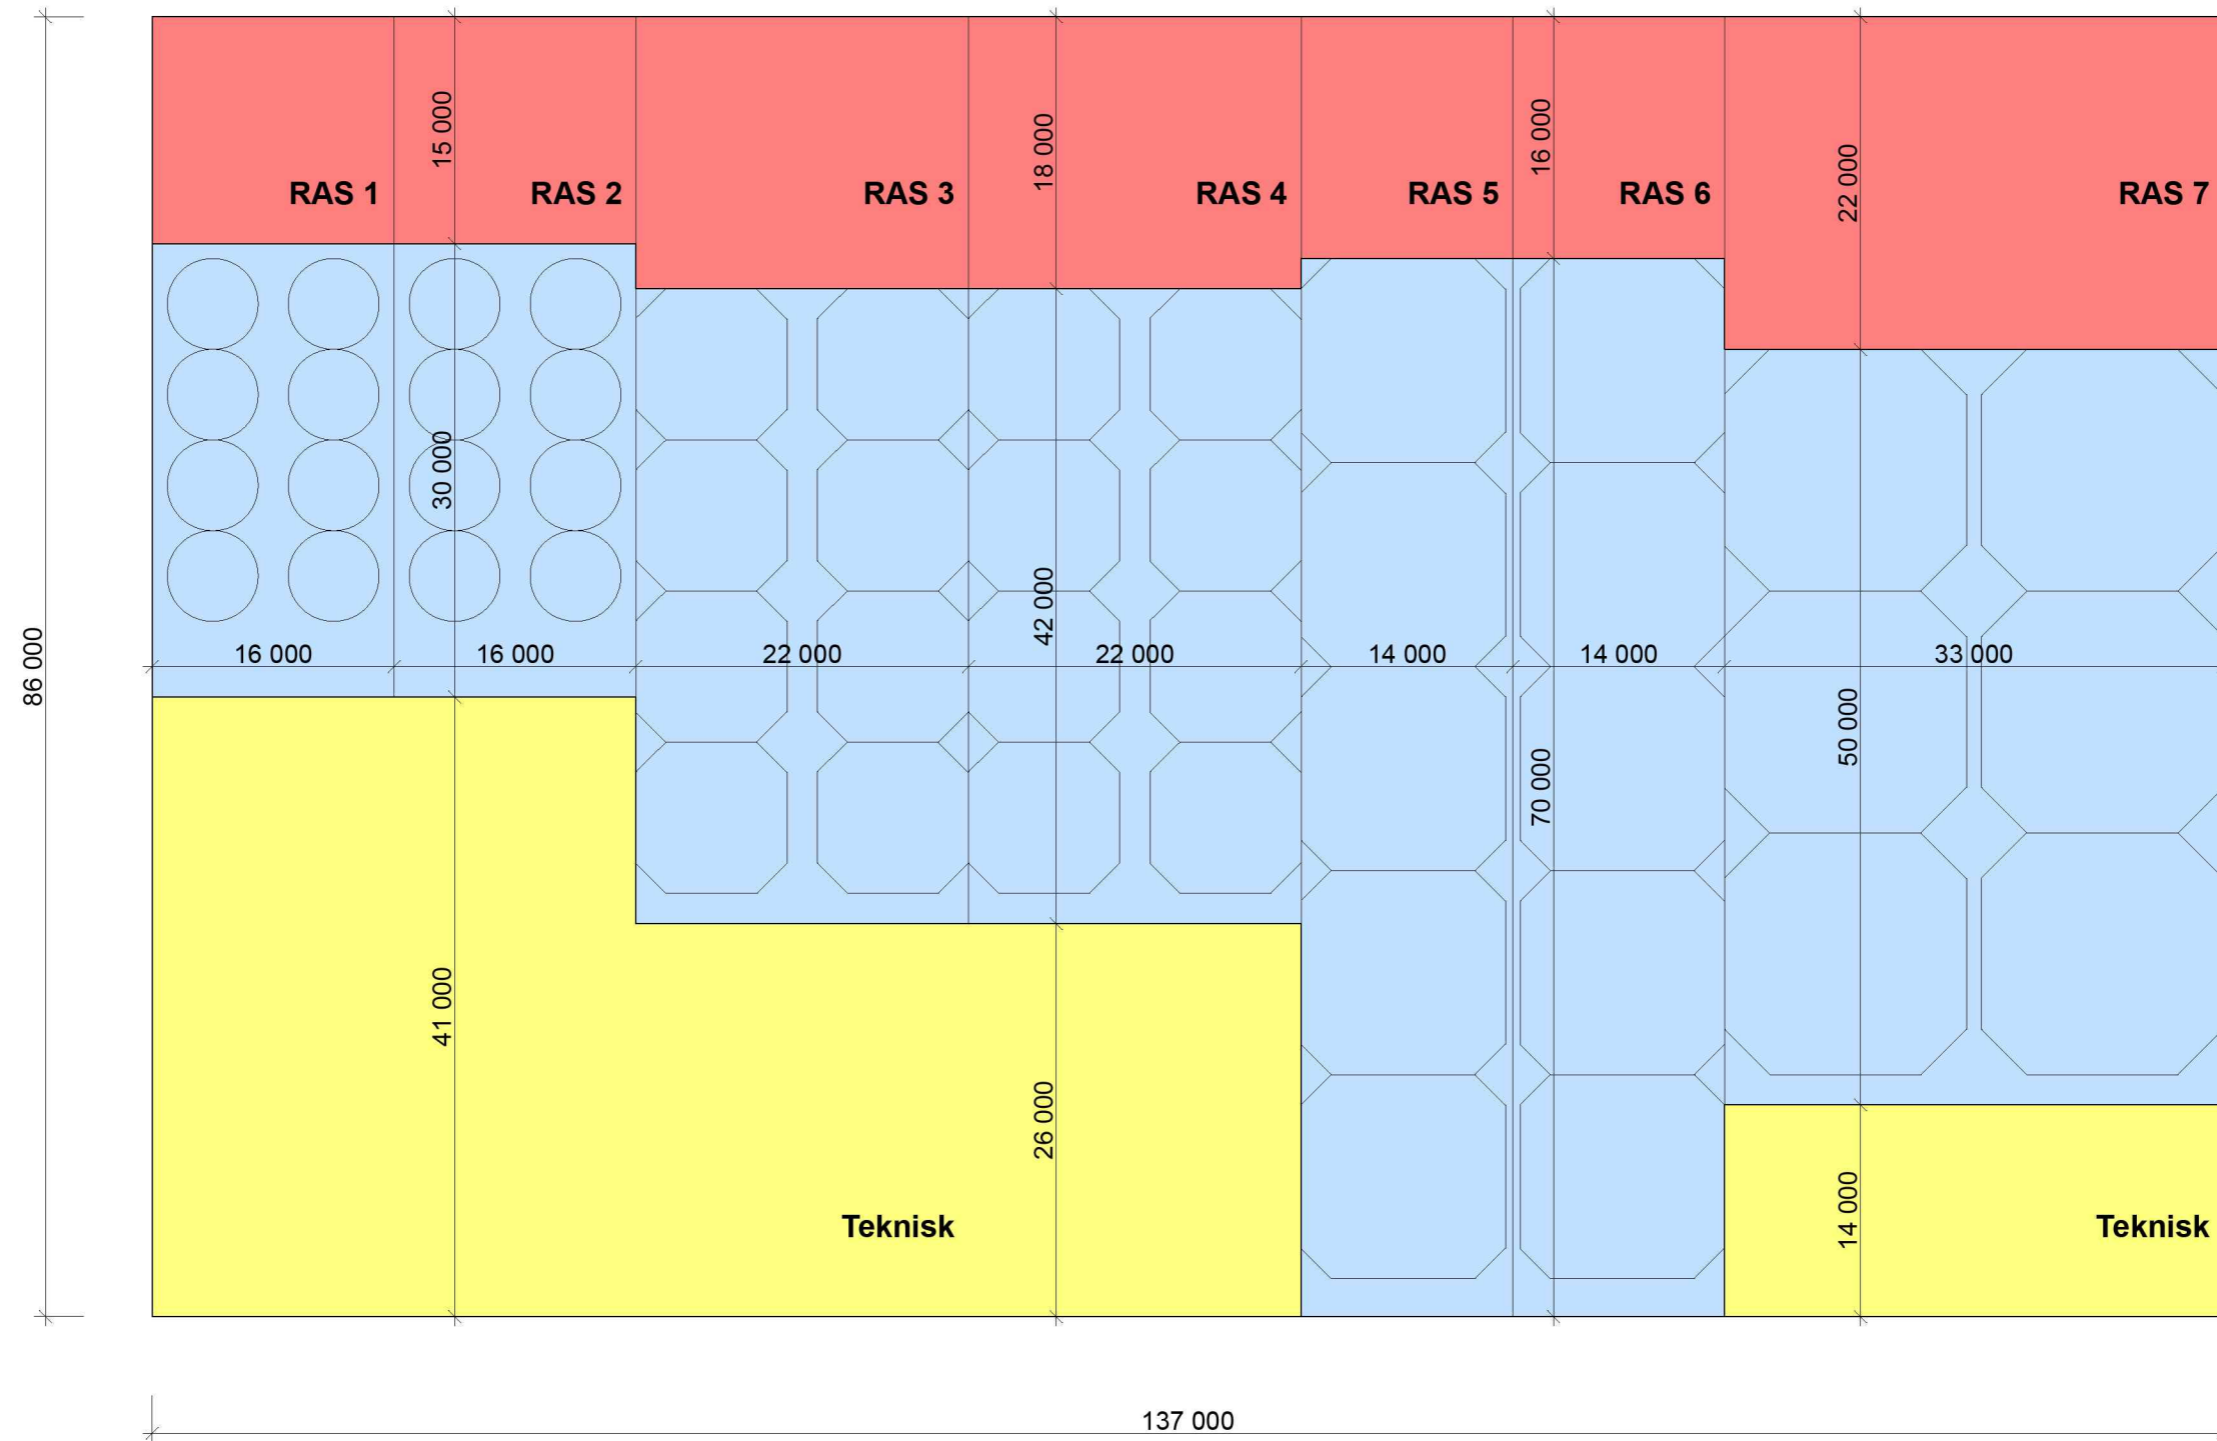 15 000
18 000
16 000
22 000
RAS 1
RAS 2
RAS 3
RAS 4
RAS 5
RAS 6
RAS 7
30 000
42 000
86 000
16 000
16 000
22 000
22 000
14 000
14 000
33 000
50 000
70 000
41 000
26 000
14 000
Teknisk
Teknisk
137 000